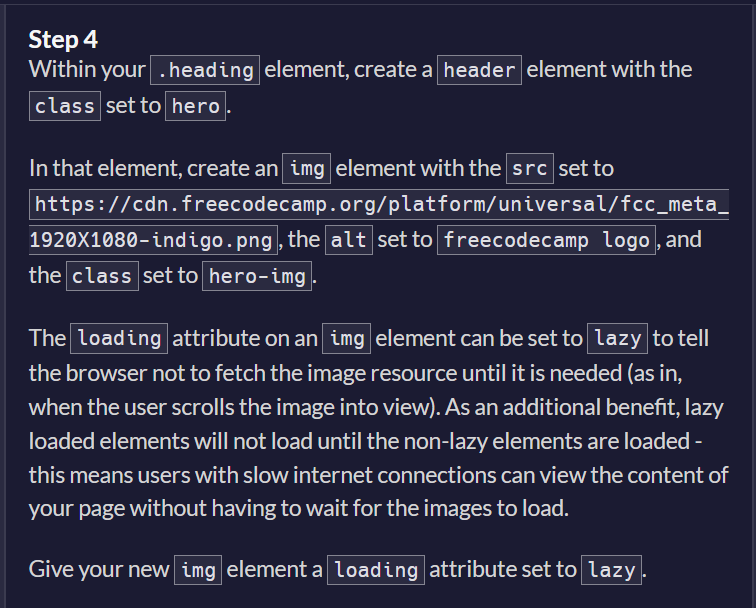 Step 4
Within your .heading element, create a header element with the
class set to hero.
In that element, create an img element with the src set to
https://cdn.freecodecamp.org/platform/universal/fcc_meta_
1920X1080-indigo.png, the alt set to freecodecamp logo, and
the class set to hero-img.
The loading attribute on an img element can be set to lazy to tell
the browser not to fetch the image resource until it is needed (as in,
when the user scrolls the image into view). As an additional benefit, lazy
loaded elements will not load until the non-lazy elements are loaded -
this means users with slow internet connections can view the content of
your page without having to wait for the images to load.
Give your new img element a loading attribute set to lazy.